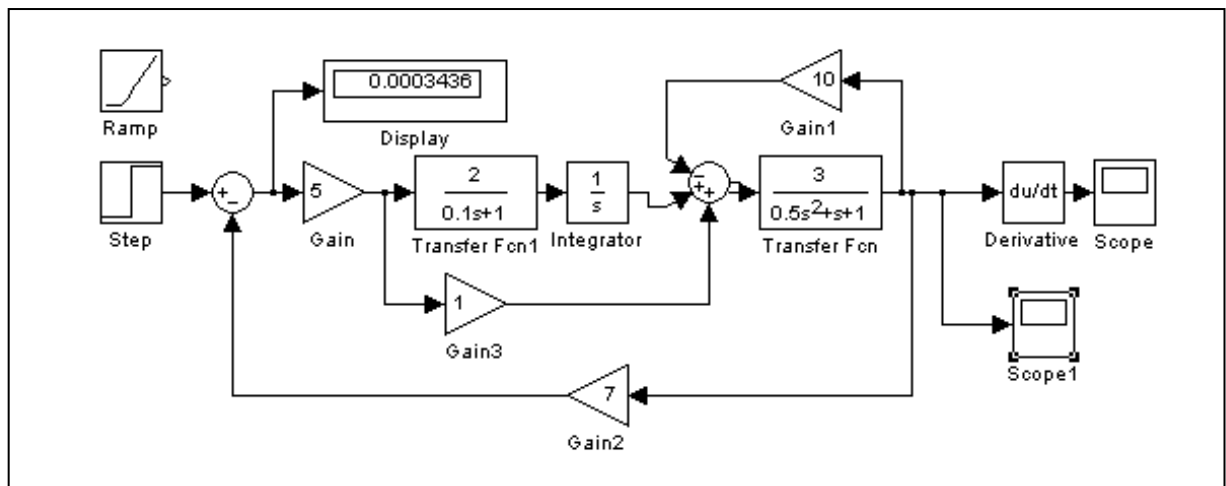 0.0003436
10
Ramp
Display
Gain1
+
−
5
2
0.1s+1
1
s
−
+
+
3
0.5s²+s+1
du/dt
Step
Gain
Transfer Fcn1
Integrator
Transfer Fcn
Derivative
Scope
1
Gain3
Scope1
7
Gain2